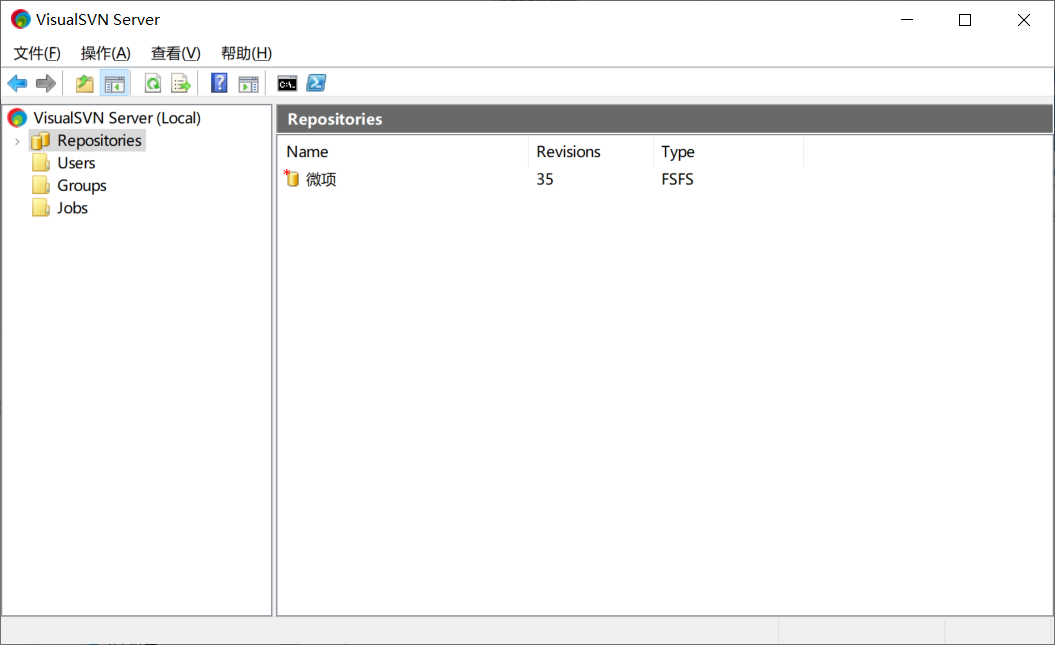 VisualSVN Server
文件(F) 操作(A) 查看(V) 帮助(H)
VisualSVN Server (Local)
Repositories
Users
Groups
Jobs
Repositories
Name Revisions Type
微项 35 FSFS